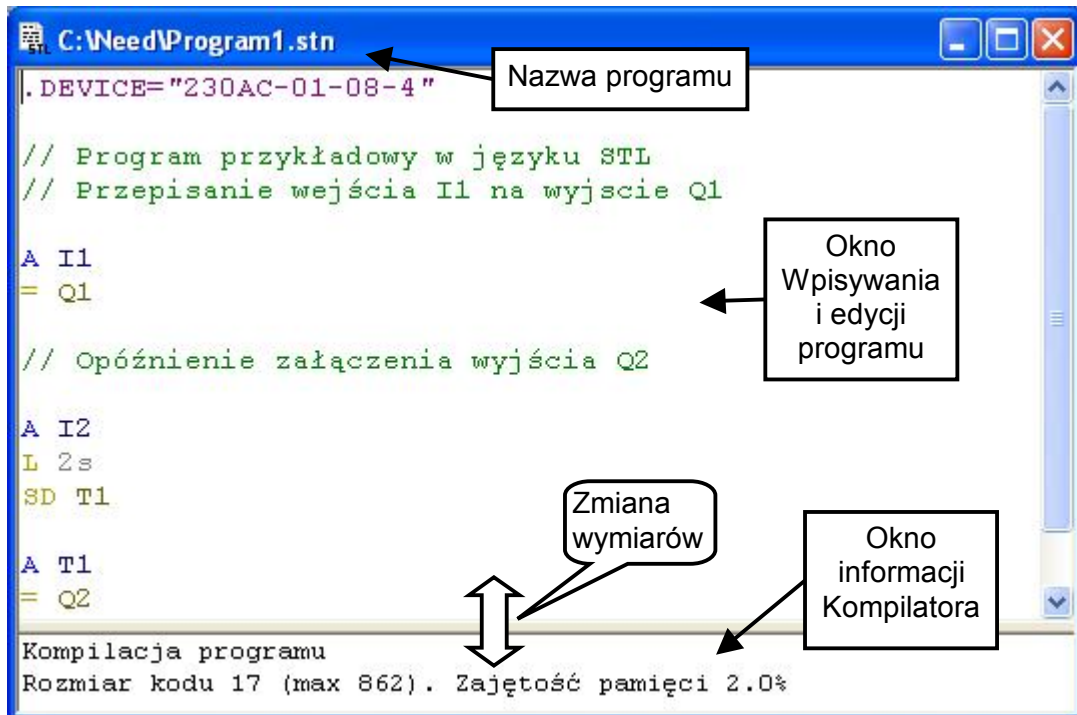 C:\Need\Program1.stn
Nazwa programu
.DEVICE="230AC-01-08-4"
// Program przykładowy w języku STL
// Przepisanie wejścia I1 na wyjscie Q1
Okno
Wpisywania
i edycji
programu
A I1
= Q1
// Opóźnienie załączenia wyjścia Q2
A I2
L 2s
SD T1
Zmiana
wymiarów
Okno
informacji
Kompilatora
A T1
= Q2
Kompilacja programu
Rozmiar kodu 17 (max 862). Zajętość pamięci 2.0%